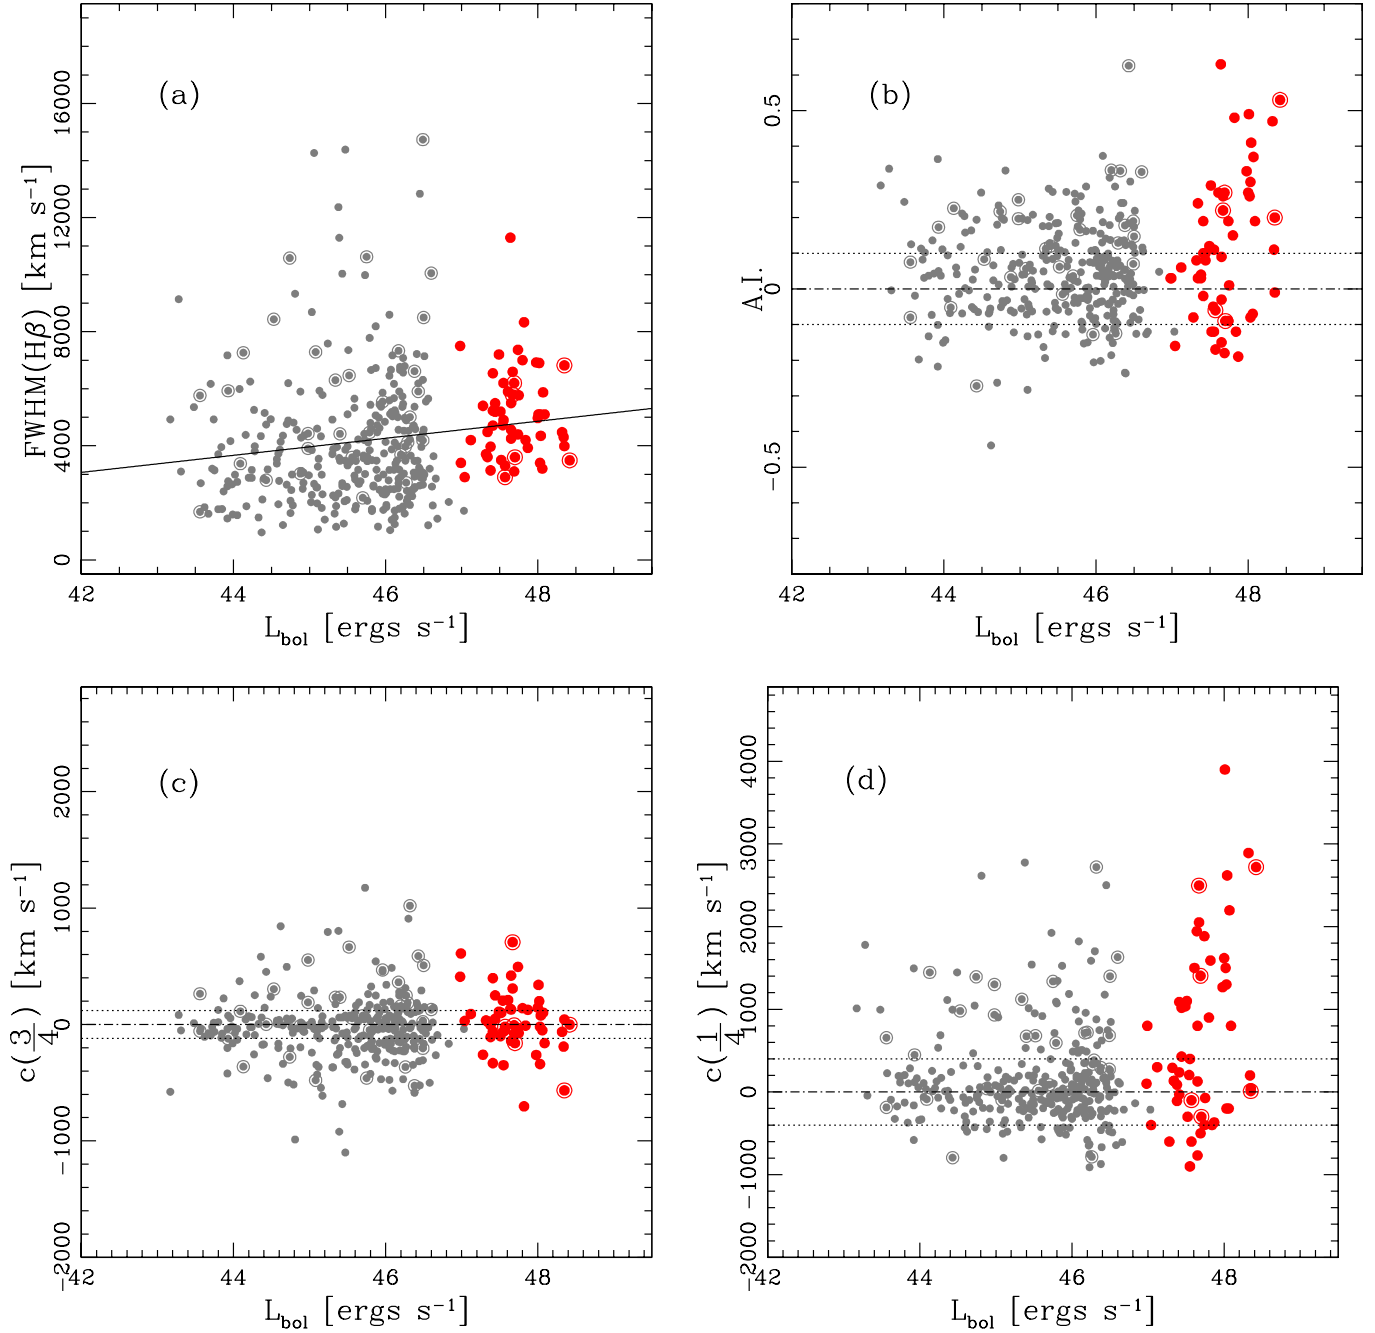 (a)
FWHM(Hβ) [km s⁻¹]
0 4000 8000 12000 16000
42 44 46 48
L_bol [ergs s⁻¹]
(b)
A.I.
−0.5 0 0.5
42 44 46 48
L_bol [ergs s⁻¹]
(c)
c(3/4) [km s⁻¹]
−2000 −1000 0 1000 2000
42 44 46 48
L_bol [ergs s⁻¹]
(d)
c(1/4) [km s⁻¹]
−2000 −1000 0 1000 2000 3000 4000
42 44 46 48
L_bol [ergs s⁻¹]